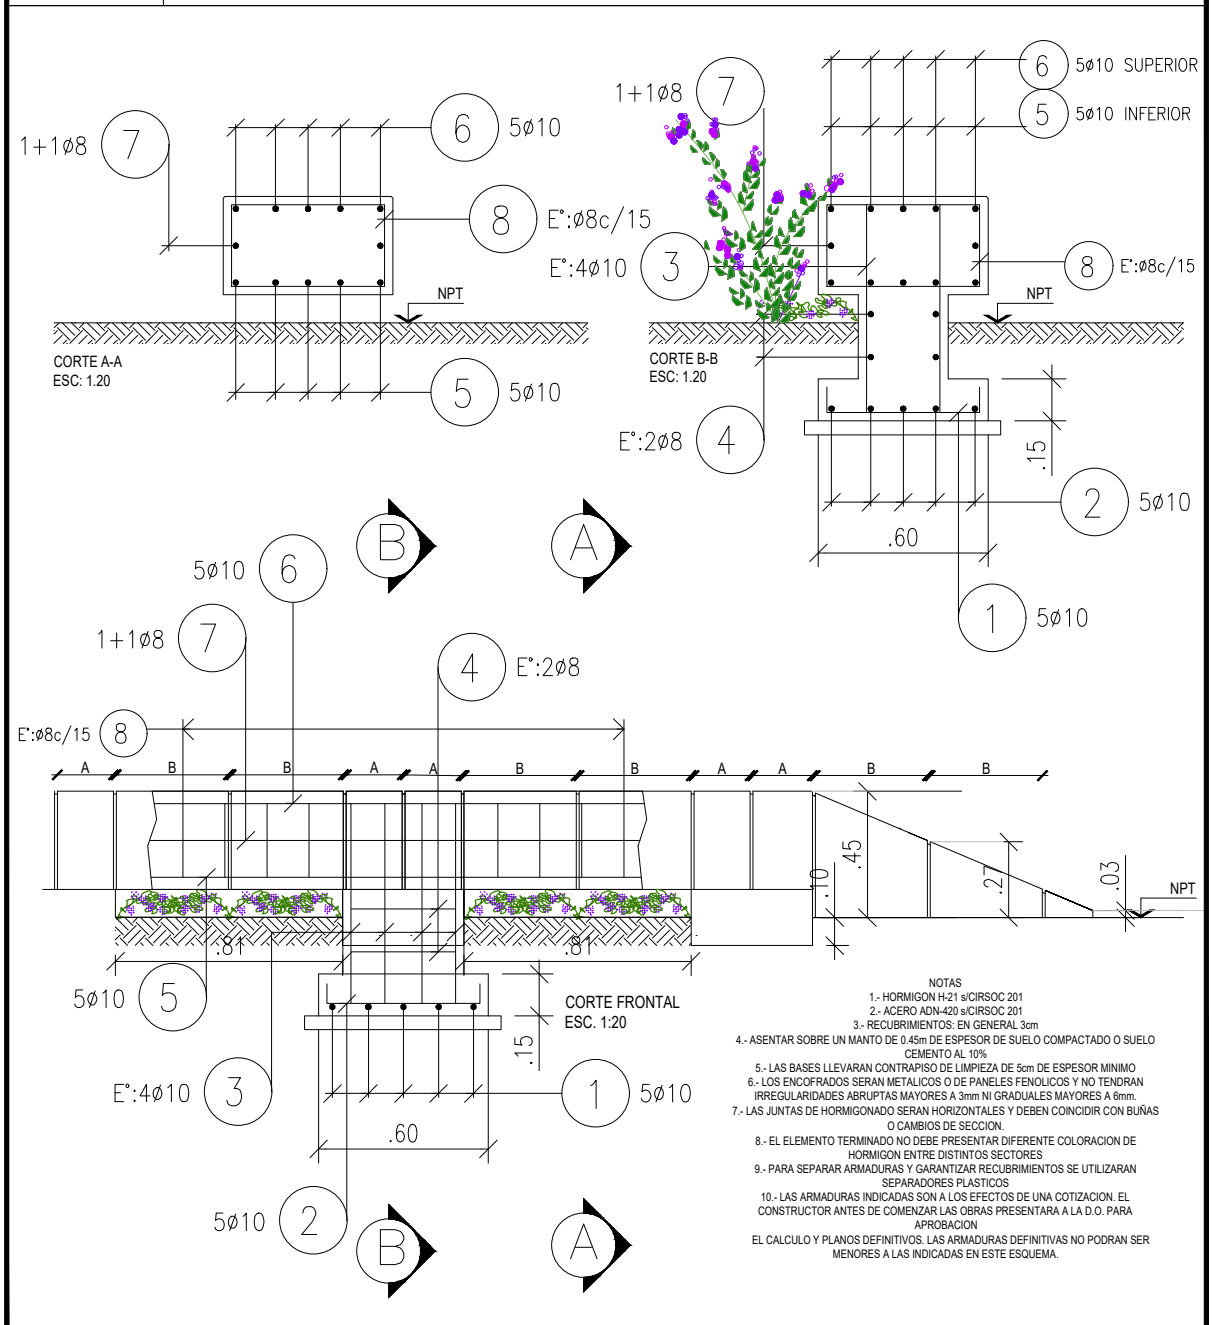 6 5ø10 SUPERIOR
1+1ø8 7
5 5ø10 INFERIOR
1+1ø8 7
6 5ø10
8 E°:ø8c/15
E°:4ø10 3
8 E°:ø8c/15
NPT
NPT
CORTE A-A
ESC: 1.20
CORTE B-B
ESC: 1.20
5 5ø10
E°:2ø8 4
.15
2 5ø10
.60
B
A
5ø10 6
1 5ø10
1+1ø8 7
4 E°:2ø8
E°:ø8c/15 8
A B B A A B B A A B B
.45
.10
.27
.03
NPT
.81
.81
5ø10 5
CORTE FRONTAL
ESC. 1:20
.15
E°:4ø10 3
1 5ø10
.60
5ø10 2
B
A
NOTAS
1.- HORMIGON H-21 s/CIRSOC 201
2.- ACERO ADN-420 s/CIRSOC 201
3.- RECUBRIMIENTOS: EN GENERAL 3cm
4.- ASENTAR SOBRE UN MANTO DE 0.45m DE ESPESOR DE SUELO COMPACTADO O SUELO
CEMENTO AL 10%
5.- LAS BASES LLEVARAN CONTRAPISO DE LIMPIEZA DE 5cm DE ESPESOR MINIMO
6.- LOS ENCOFRADOS SERAN METALICOS O DE PANELES FENOLICOS Y NO TENDRAN
IRREGULARIDADES ABRUPTAS MAYORES A 3mm NI GRADUALES MAYORES A 6mm.
7.- LAS JUNTAS DE HORMIGONADO SERAN HORIZONTALES Y DEBEN COINCIDIR CON BUÑAS
O CAMBIOS DE SECCION.
8.- EL ELEMENTO TERMINADO NO DEBE PRESENTAR DIFERENTE COLORACION DE
HORMIGON ENTRE DISTINTOS SECTORES
9.- PARA SEPARAR ARMADURAS Y GARANTIZAR RECUBRIMIENTOS SE UTILIZARAN
SEPARADORES PLASTICOS
10.- LAS ARMADURAS INDICADAS SON A LOS EFECTOS DE UNA COTIZACION. EL
CONSTRUCTOR ANTES DE COMENZAR LAS OBRAS PRESENTARA A LA D.O. PARA
APROBACION
EL CALCULO Y PLANOS DEFINITIVOS. LAS ARMADURAS DEFINITIVAS NO PODRAN SER
MENORES A LAS INDICADAS EN ESTE ESQUEMA.